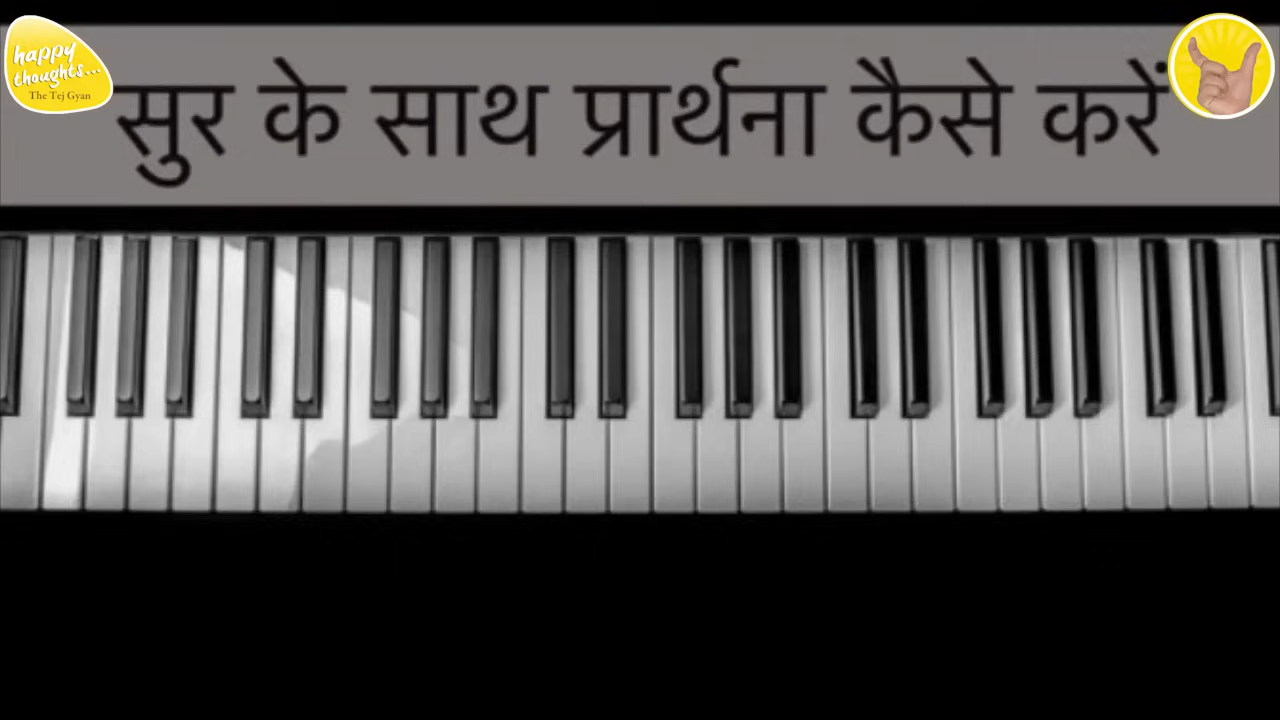 happy
thoughts...
The Tej Gyan
सुर के साथ प्रार्थना कैसे करें